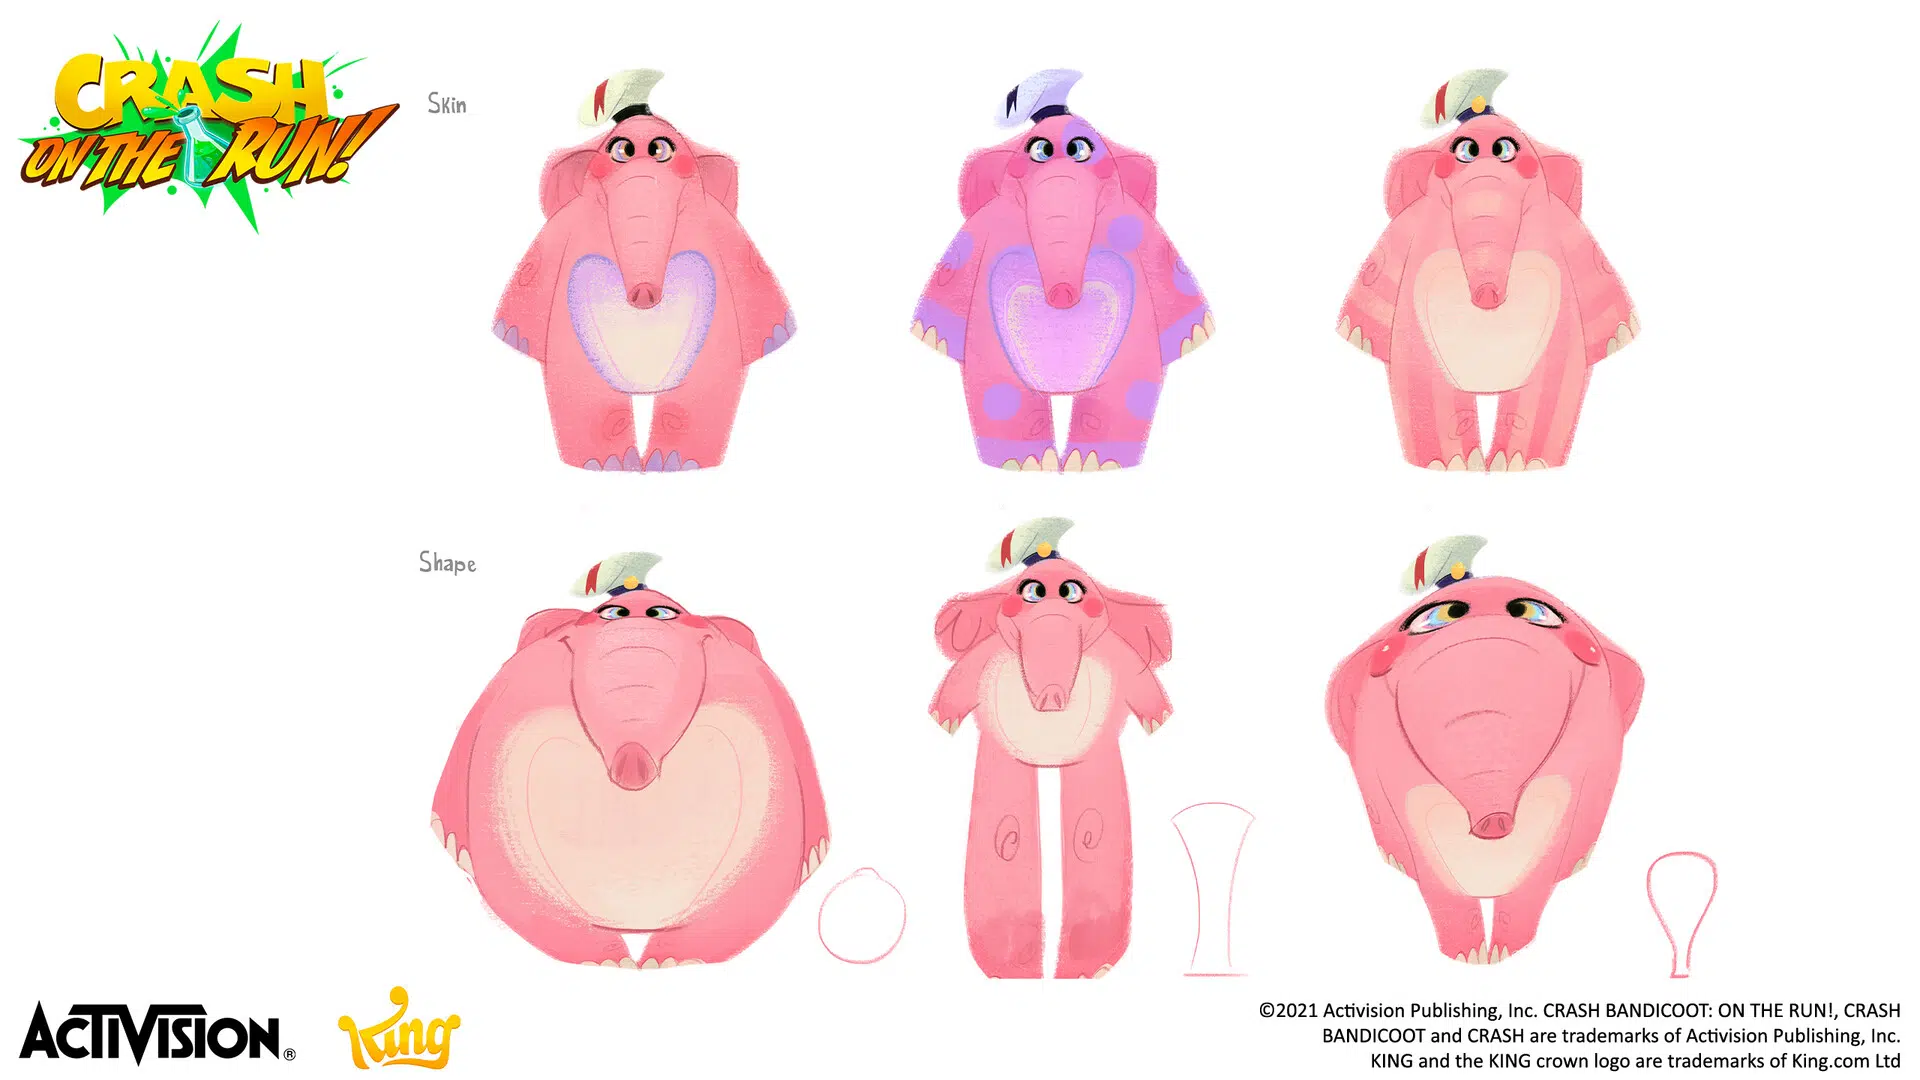 CRASH
ON THE RUN!
Skin
Shape
ACTIVISION®
King
©2021 Activision Publishing, Inc. CRASH BANDICOOT: ON THE RUN!, CRASH
BANDICOOT and CRASH are trademarks of Activision Publishing, Inc.
KING and the KING crown logo are trademarks of King.com Ltd